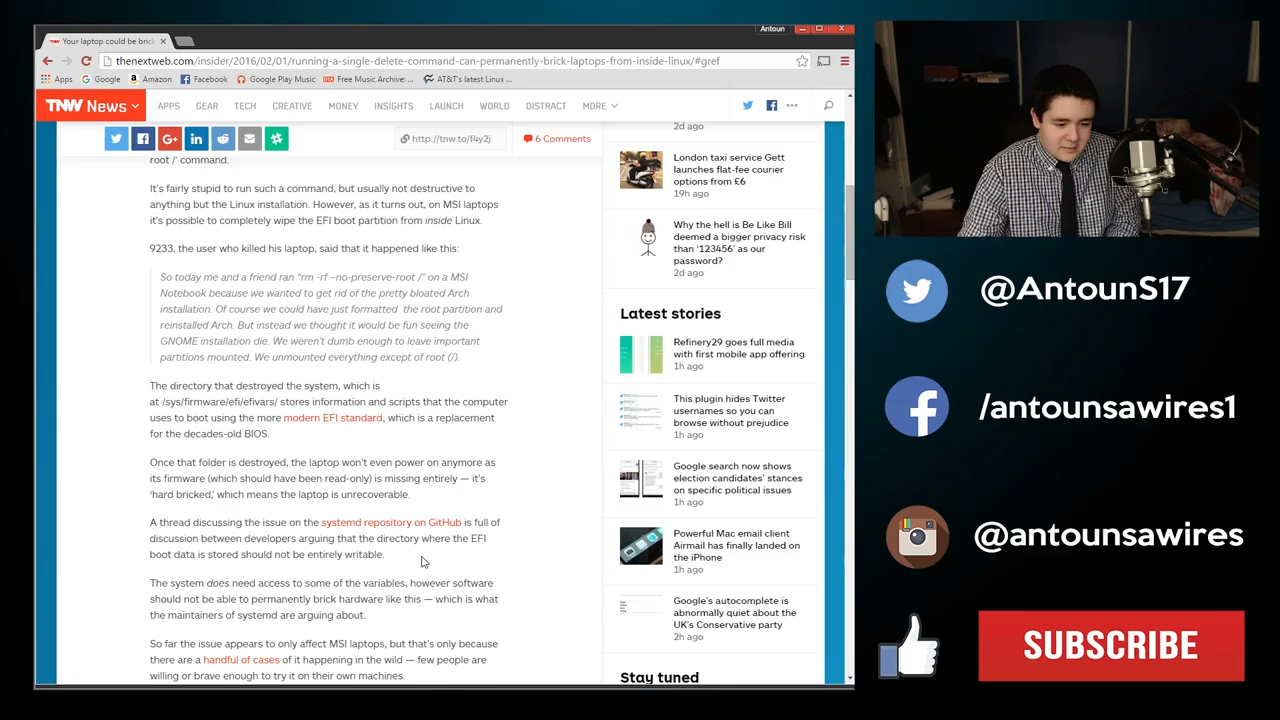 Antoun
TNW Your laptop could be brick
thenextweb.com/insider/2016/02/01/running-a-single-delete-command-can-permanently-brick-laptops-from-inside-linux/#gref
Apps Google Amazon Facebook Google Play Music Free Music Archive: ... AT&T's latest Linux ...
TNW News APPS GEAR TECH CREATIVE MONEY INSIGHTS LAUNCH WORLD DISTRACT MORE
http://tnw.to/f4y2j 6 Comments
root /' command.
It's fairly stupid to run such a command, but usually not destructive to
anything but the Linux installation. However, as it turns out, on MSI laptops
it's possible to completely wipe the EFI boot partition from inside Linux.
9233, the user who killed his laptop, said that it happened like this:
So today me and a friend ran “rm -rf –no-preserve-root /” on a MSI
Notebook because we wanted to get rid of the pretty bloated Arch
installation. Of course we could have just formatted the root partition and
reinstalled Arch. But instead we thought it would be fun seeing the
GNOME installation die. We weren't dumb enough to leave important
partitions mounted. We unmounted everything except of root (/).
The directory that destroyed the system, which is
at /sys/firmware/efi/efivars/ stores information and scripts that the computer
uses to boot using the more modern EFI standard, which is a replacement
for the decades-old BIOS.
Once that folder is destroyed, the laptop won't even power on anymore as
its firmware (which should have been read-only) is missing entirely — it's
‘hard bricked,’ which means the laptop is unrecoverable.
A thread discussing the issue on the systemd repository on GitHub is full of
discussion between developers arguing that the directory where the EFI
boot data is stored should not be entirely writable.
The system does need access to some of the variables, however software
should not be able to permanently brick hardware like this — which is what
the maintainers of systemd are arguing about.
So far the issue appears to only affect MSI laptops, but that's only because
there are a handful of cases of it happening in the wild — few people are
willing or brave enough to try it on their own machines.
2d ago
London taxi service Gett
launches flat-fee courier
options from £6
19h ago
Why the hell is Be Like Bill
deemed a bigger privacy risk
than ‘123456’ as our
password?
2d ago
Latest stories
Refinery29 goes full media
with first mobile app offering
1h ago
This plugin hides Twitter
usernames so you can
browse without prejudice
1h ago
Google search now shows
election candidates’ stances
on specific political issues
1h ago
Powerful Mac email client
Airmail has finally landed on
the iPhone
1h ago
Google's autocomplete is
abnormally quiet about the
UK's Conservative party
2h ago
Stay tuned
@AntounS17
/antounsawires1
@antounsawires
SUBSCRIBE